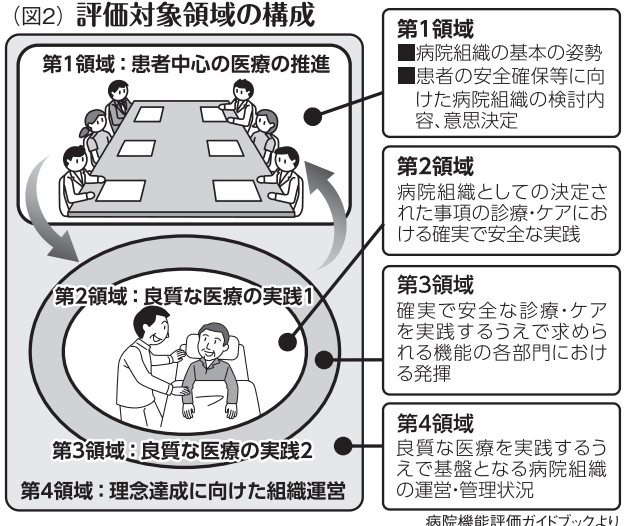 （図2）評価対象領域の構成
第1領域：患者中心の医療の推進
第2領域：良質な医療の実践1
第3領域：良質な医療の実践2
第4領域：理念達成に向けた組織運営
第1領域
■病院組織の基本の姿勢
■患者の安全確保等に向
けた病院組織の検討内
容、意思決定
第2領域
病院組織としての決定さ
れた事項の診療・ケアにお
ける確実で安全な実践
第3領域
確実で安全な診療・ケア
を実践するうえで求めら
れる機能の各部門におけ
る発揮
第4領域
良質な医療を実践するう
えで基盤となる病院組織
の運営・管理状況
病院機能評価ガイドブックより